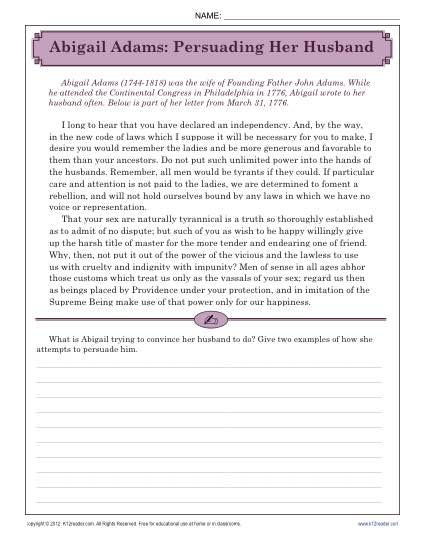 NAME:
Abigail Adams: Persuading Her Husband
Abigail Adams (1744-1818) was the wife of Founding Father John Adams. While
he attended the Continental Congress in Philadelphia in 1776, Abigail wrote to her
husband often. Below is part of her letter from March 31, 1776.
I long to hear that you have declared an independency. And, by the way,
in the new code of laws which I suppose it will be necessary for you to make, I
desire you would remember the ladies and be more generous and favorable to
them than your ancestors. Do not put such unlimited power into the hands of
the husbands. Remember, all men would be tyrants if they could. If particular
care and attention is not paid to the ladies, we are determined to foment a
rebellion, and will not hold ourselves bound by any laws in which we have no
voice or representation.
That your sex are naturally tyrannical is a truth so thoroughly established
as to admit of no dispute; but such of you as wish to be happy willingly give
up the harsh title of master for the more tender and endearing one of friend.
Why, then, not put it out of the power of the vicious and the lawless to use
us with cruelty and indignity with impunity? Men of sense in all ages abhor
those customs which treat us only as the vassals of your sex; regard us then
as beings placed by Providence under your protection, and in imitation of the
Supreme Being make use of that power only for our happiness.
What is Abigail trying to convince her husband to do? Give two examples of how she
attempts to persuade him.
opyright © 2012 K12reader.com. All Rights Reserved. Free for educational use at home or in classrooms.
www.k12reader.com